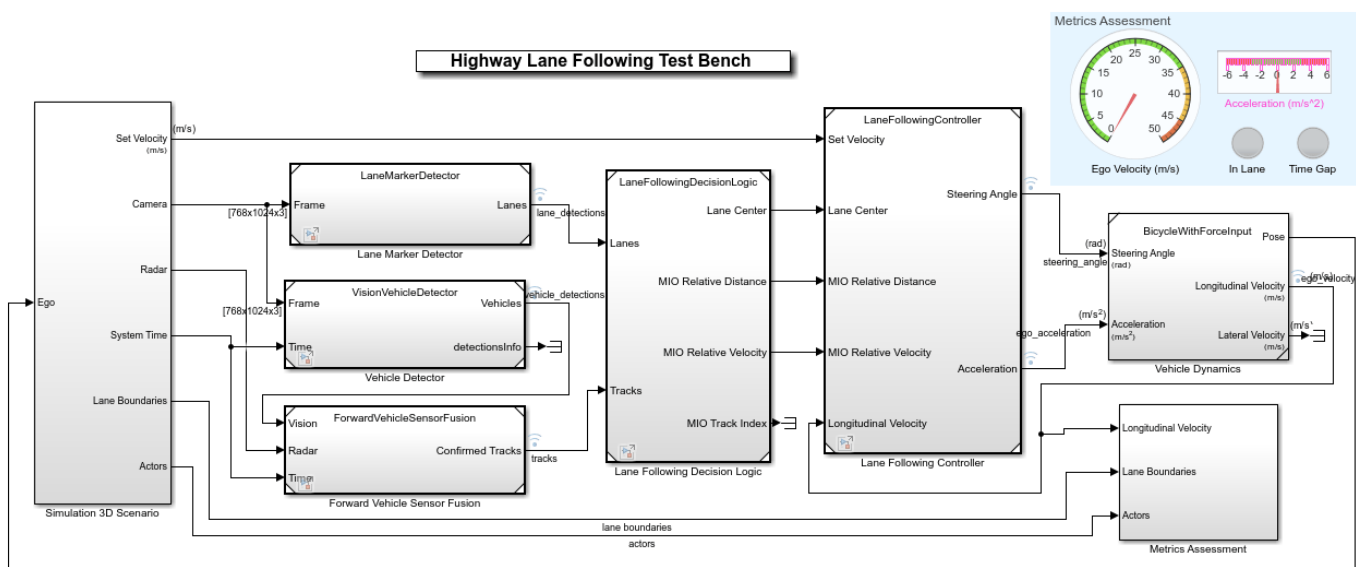 Metrics Assessment
Highway Lane Following Test Bench
0
5
10
15
20
25
30
35
40
45
50
Ego Velocity (m/s)
-6 -4 -2 0 2 4 6
Acceleration (m/s^2)
In Lane
Time Gap
Ego
Set Velocity
(m/s)
(m/s)
Camera
Radar
System Time
Lane Boundaries
Actors
Simulation 3D Scenario
[768x1024x3]
LaneMarkerDetector
Frame
Lanes
Lane Marker Detector
lane_detections
[768x1024x3]
VisionVehicleDetector
Frame
Vehicles
Time
detectionsInfo
Vehicle Detector
vehicle_detections
ForwardVehicleSensorFusion
Vision
Radar
Time
Confirmed Tracks
Forward Vehicle Sensor Fusion
tracks
LaneFollowingDecisionLogic
Lane Center
Lanes
MIO Relative Distance
MIO Relative Velocity
Tracks
MIO Track Index
Lane Following Decision Logic
LaneFollowingController
Set Velocity
Steering Angle
Lane Center
MIO Relative Distance
MIO Relative Velocity
Acceleration
Longitudinal Velocity
Lane Following Controller
(rad)
steering_angle
(m/s²)
ego_acceleration
BicycleWithForceInput
Pose
Steering Angle
(rad)
Longitudinal Velocity
(m/s)
Acceleration
(m/s²)
Lateral Velocity
(m/s)
Vehicle Dynamics
(m/s)
ego_velocity
(m/s)
Longitudinal Velocity
Lane Boundaries
Actors
Metrics Assessment
lane boundaries
actors